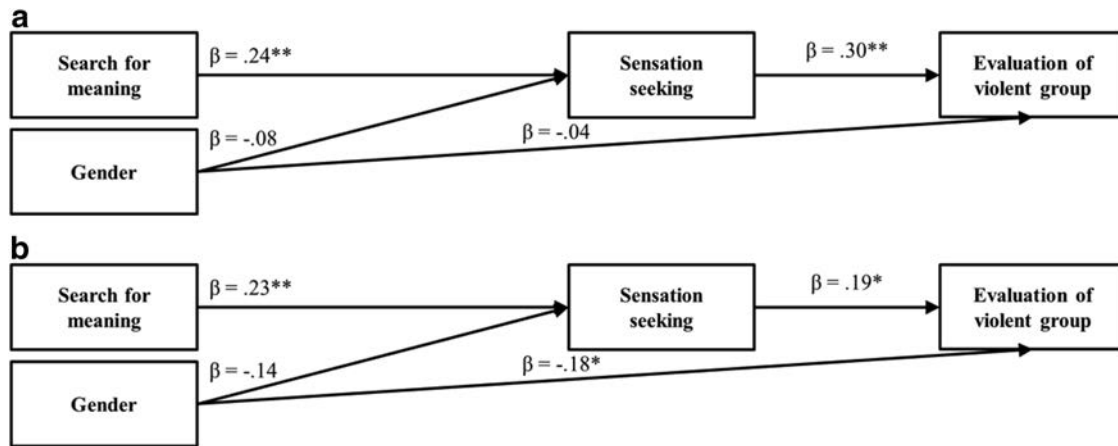 a
Search for
meaning
β = .24**
Sensation
seeking
β = .30**
Evaluation of
violent group
Gender
β = -.08
β = -.04
b
Search for
meaning
β = .23**
Sensation
seeking
β = .19*
Evaluation of
violent group
Gender
β = -.14
β = -.18*